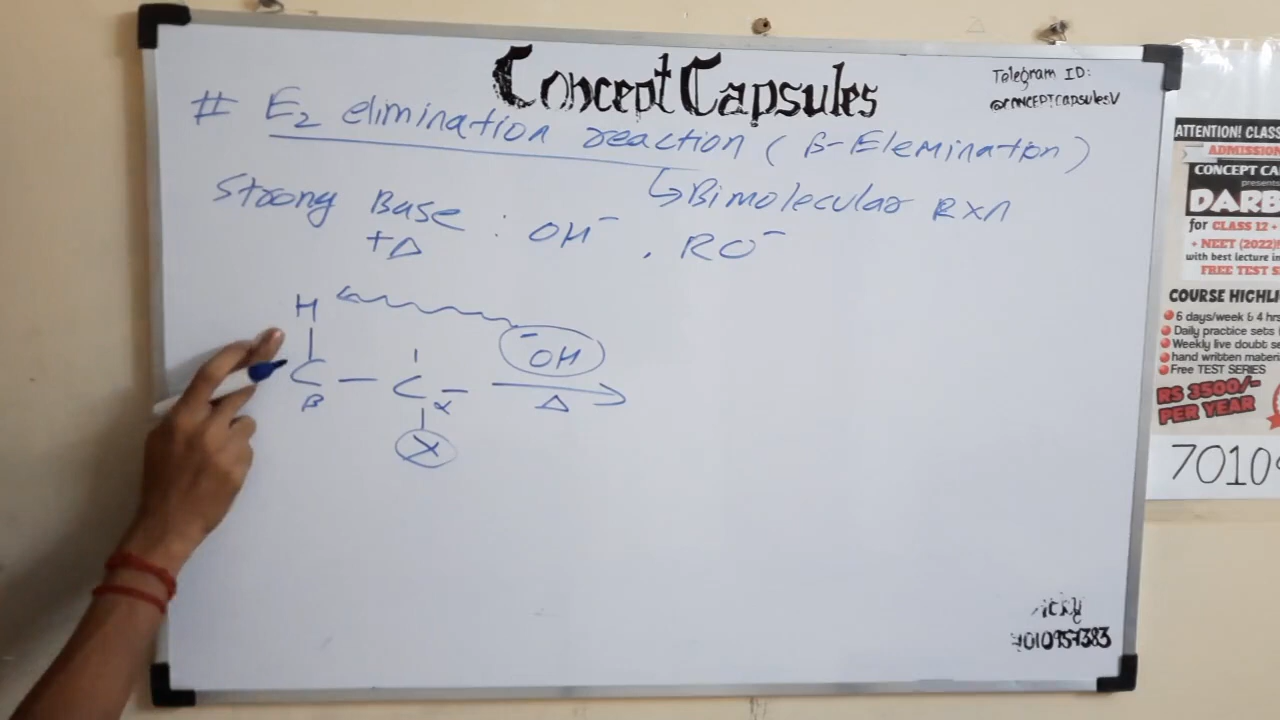 Concept Capsules
Telegram ID:
@CONCEPTCapsulesV
# E2 elimination reaction (β-Elemination)
↳Bimolecular RXn
Strong Base : OH⁻ , RO⁻
+Δ
H
⁻OH
C — C —
β α
Δ
X
7010957383
ATTENTION! CLASS
ADMISSION
CONCEPT CA
presents
DARB
for CLASS 12 +
+ NEET (2022)
with best lecture in
FREE TEST S
COURSE HIGHLI
6 days/week & 4 hrs
Daily practice sets (
Weekly live doubt se
hand written materi
Free TEST SERIES
RS 3500/-
PER YEAR
7010